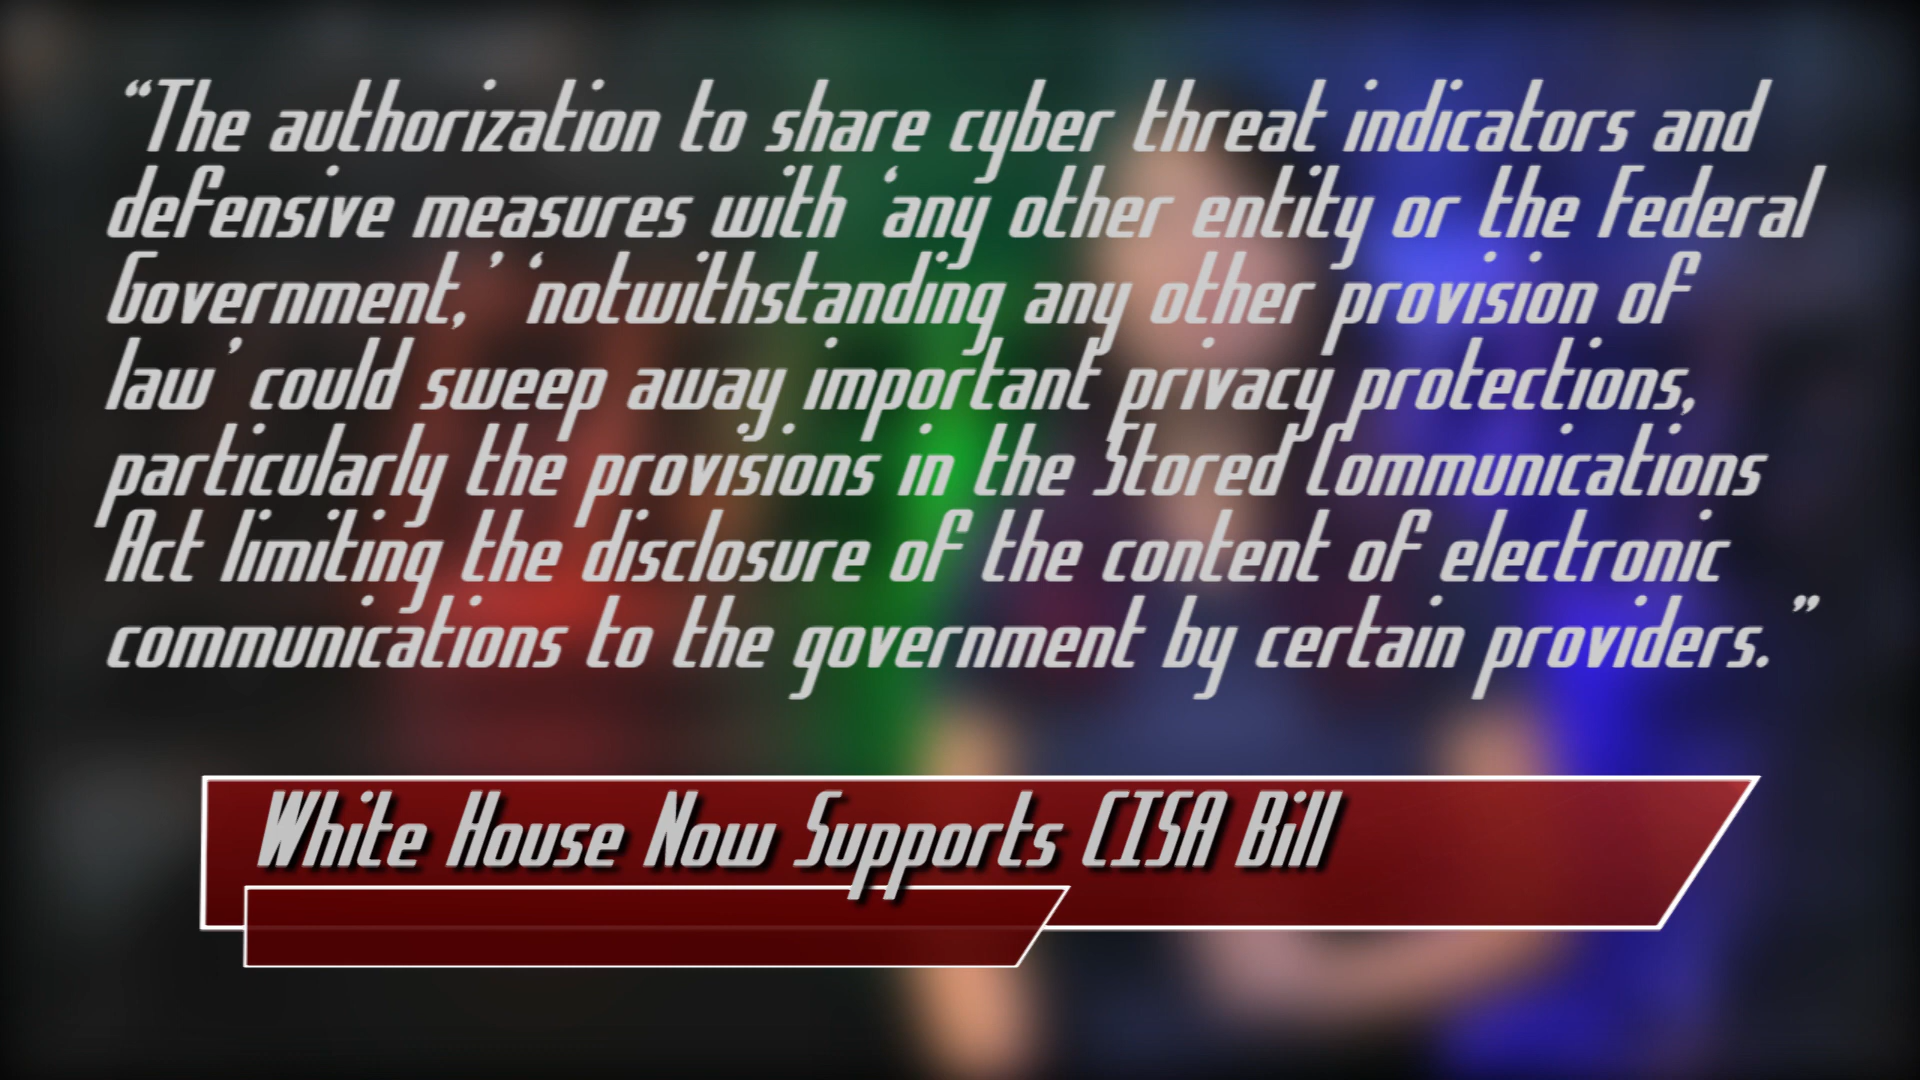 “The authorization to share cyber threat indicators and
defensive measures with ‘any other entity or the Federal
Government,’ ‘notwithstanding any other provision of
law’ could sweep away important privacy protections,
particularly the provisions in the Stored Communications
Act limiting the disclosure of the content of electronic
communications to the government by certain providers. ”
White House Now Supports CISA Bill